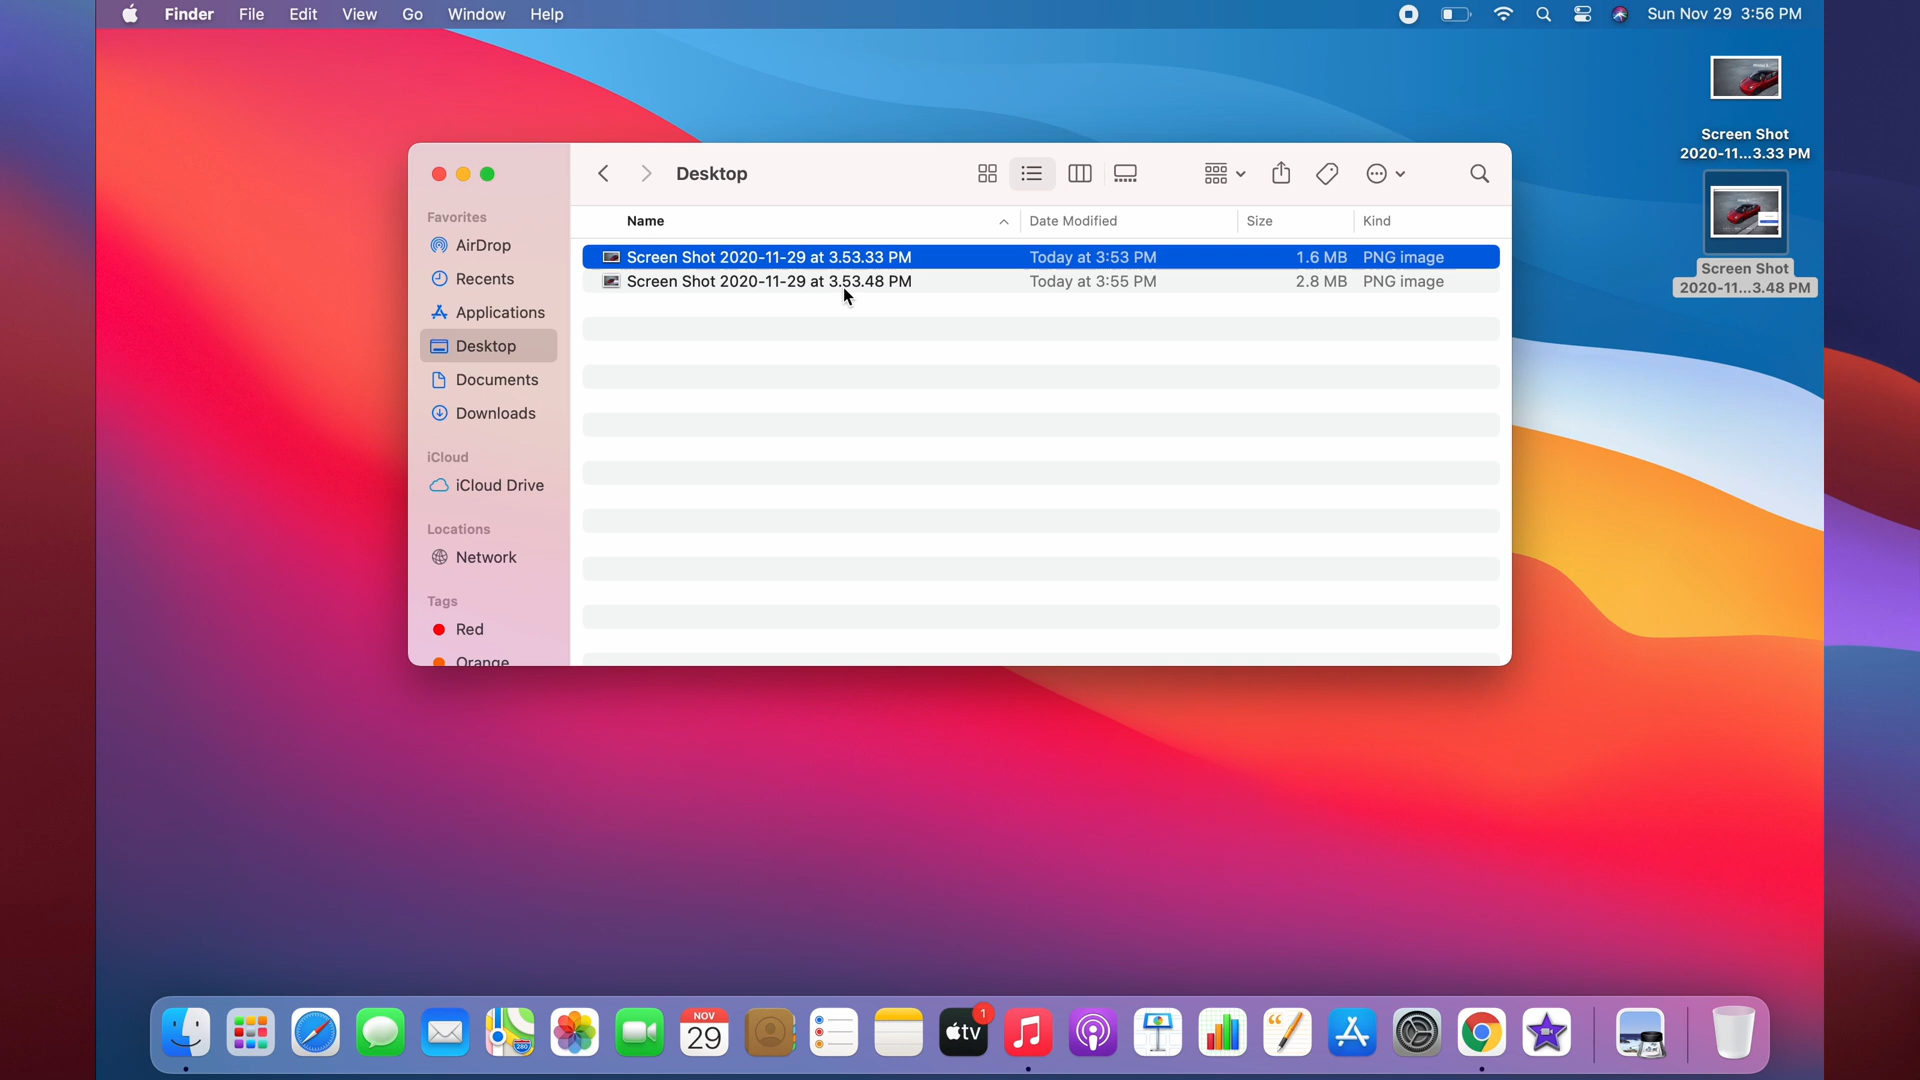 Finder File Edit View Go Window Help
Sun Nov 29 3:56 PM
Screen Shot
2020-11...3.33 PM
Screen Shot
2020-11...3.48 PM
Desktop
Favorites
AirDrop
Recents
Applications
Desktop
Documents
Downloads
iCloud
iCloud Drive
Locations
Network
Tags
Red
Orange
Name Date Modified Size Kind
Screen Shot 2020-11-29 at 3.53.33 PM Today at 3:53 PM 1.6 MB PNG image
Screen Shot 2020-11-29 at 3.53.48 PM Today at 3:55 PM 2.8 MB PNG image
NOV
29
280
tv
1